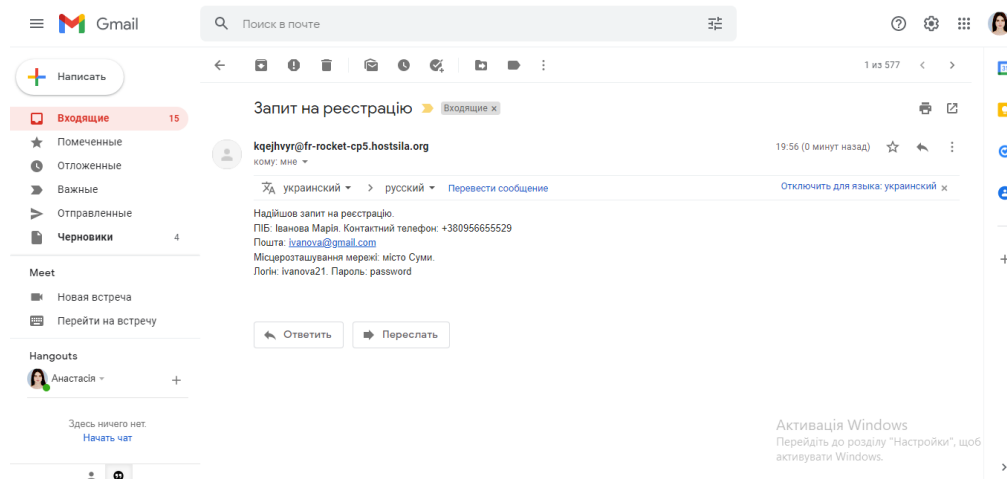 Gmail
Поиск в почте
Написать
1 из 577
Входящие 15
Помеченные
Отложенные
Важные
Отправленные
Черновики 4
Meet
Новая встреча
Перейти на встречу
Hangouts
Анастасія
Здесь ничего нет.
Начать чат
Запит на реєстрацію Входящие x
kqejhvyr@fr-rocket-cp5.hostsila.org 19:56 (0 минут назад)
кому: мне
украинский > русский Перевести сообщение Отключить для языка: украинский x
Надійшов запит на реєстрацію.
ПІБ: Іванова Марія. Контактний телефон: +380956655529
Пошта: ivanova@gmail.com
Місцерозташування мережі: місто Суми.
Логін: ivanova21. Пароль: password
Ответить Переслать
Активація Windows
Перейдіть до розділу "Настройки", щоб
активувати Windows.